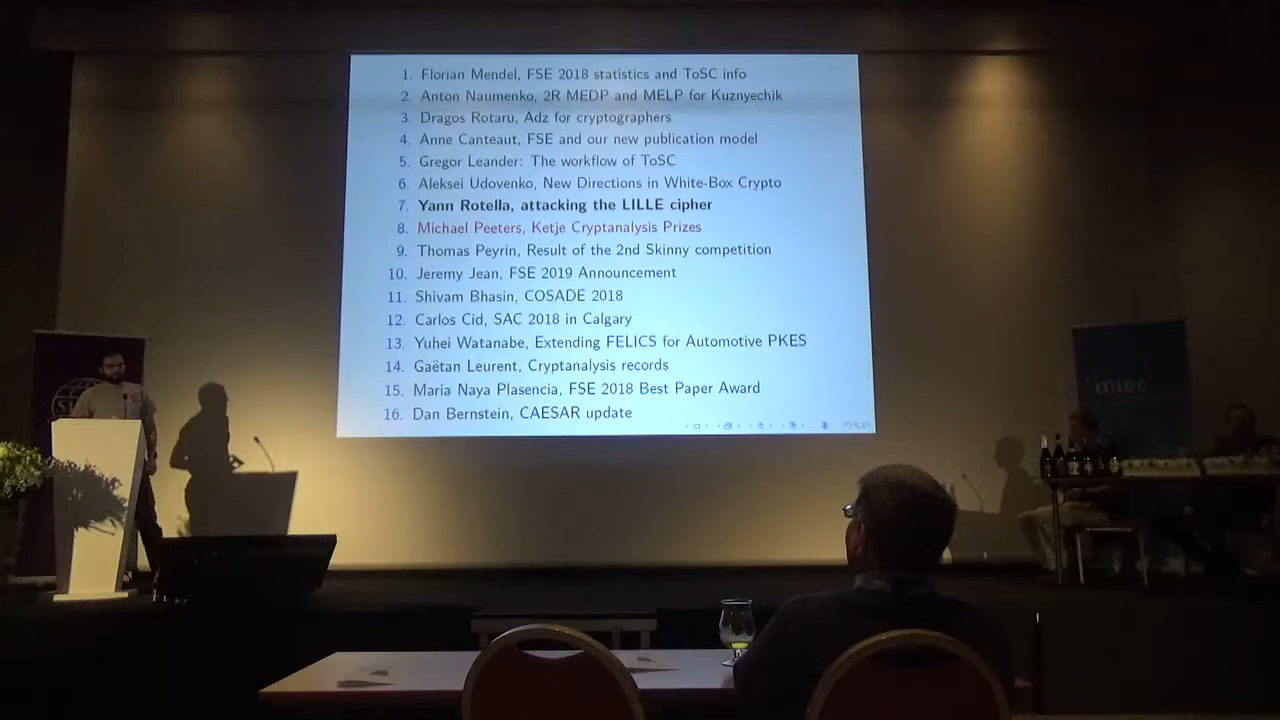 1. Florian Mendel, FSE 2018 statistics and ToSC info
2. Anton Naumenko, 2R MEDP and MELP for Kuznyechik
3. Dragos Rotaru, Adz for cryptographers
4. Anne Canteaut, FSE and our new publication model
5. Gregor Leander: The workflow of ToSC
6. Aleksei Udovenko, New Directions in White-Box Crypto
7. Yann Rotella, attacking the LILLE cipher
8. Michael Peeters, Ketje Cryptanalysis Prizes
9. Thomas Peyrin, Result of the 2nd Skinny competition
10. Jeremy Jean, FSE 2019 Announcement
11. Shivam Bhasin, COSADE 2018
12. Carlos Cid, SAC 2018 in Calgary
13. Yuhei Watanabe, Extending FELICS for Automotive PKES
14. Gaëtan Leurent, Cryptanalysis records
15. Maria Naya Plasencia, FSE 2018 Best Paper Award
16. Dan Bernstein, CAESAR update
imec